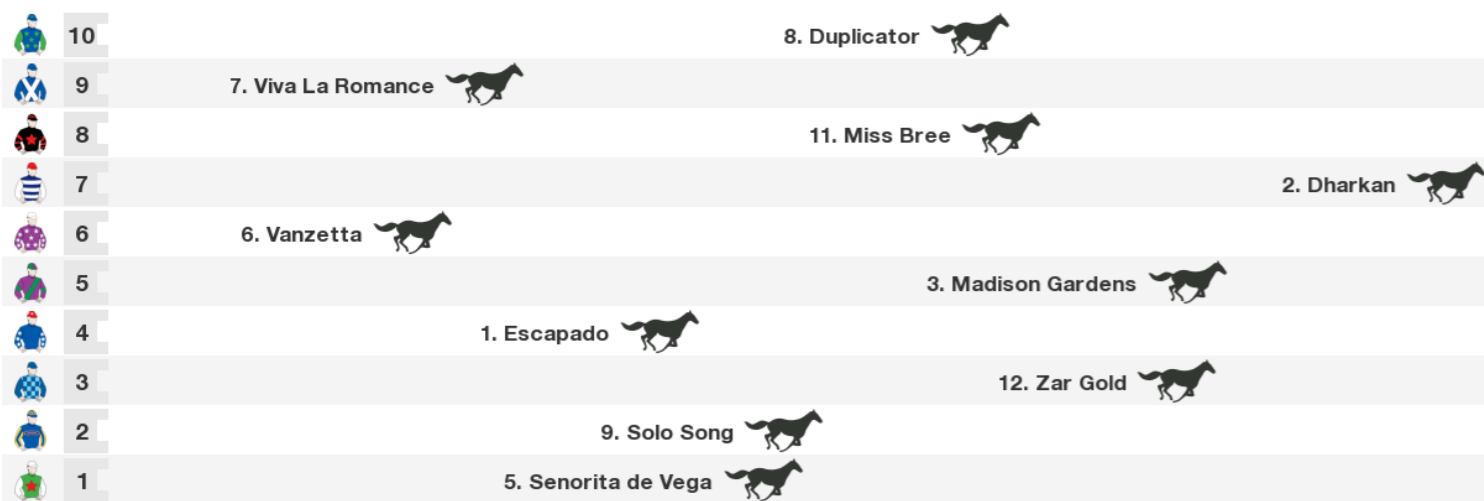 10 8. Duplicator
9 7. Viva La Romance
8 11. Miss Bree
7 2. Dharkan
6 6. Vanzetta
5 3. Madison Gardens
4 1. Escapado
3 12. Zar Gold
2 9. Solo Song
1 5. Senorita de Vega